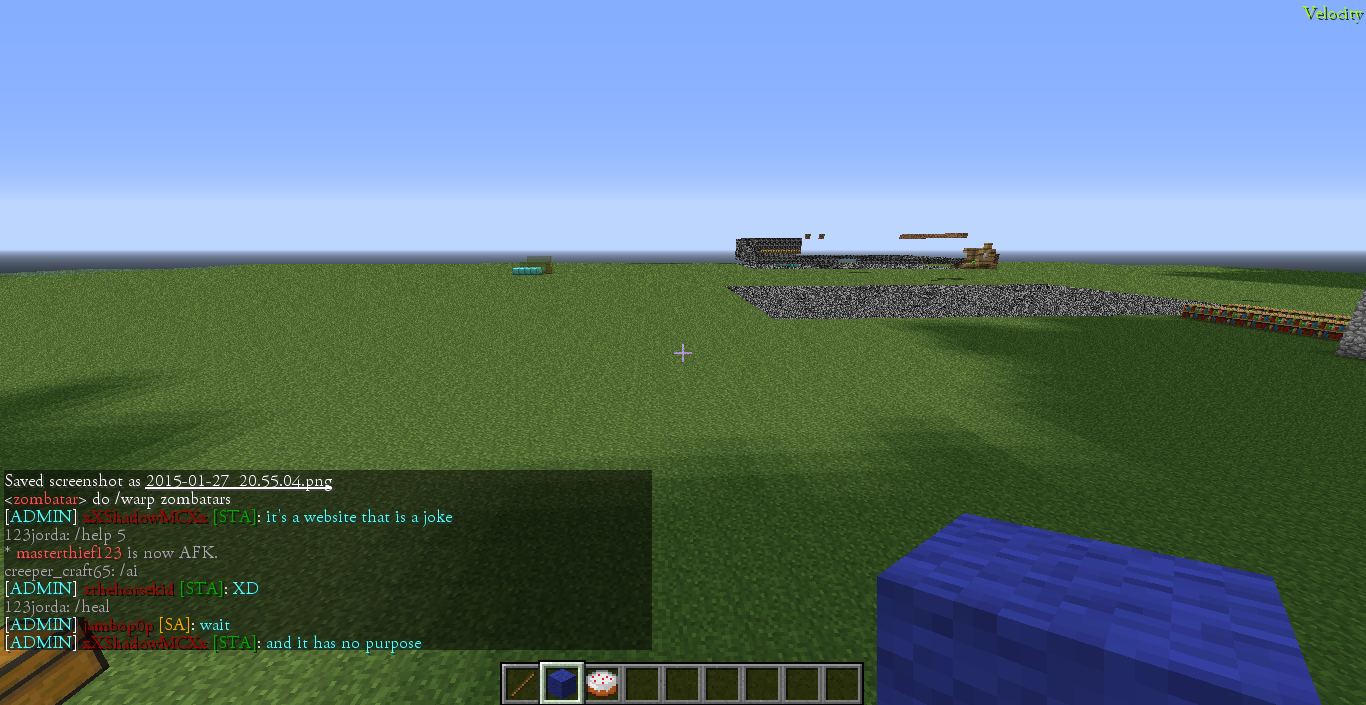 Velocity
Saved screenshot as 2015-01-27_20.55.04.png
<zombatar> do /warp zombatars
[ADMIN] xXShadowMCXx [STA]: it's a website that is a joke
123jorda: /help 5
* masterthief123 is now AFK.
creeper_craft65: /ai
[ADMIN] [STA]: XD
123jorda: /heal
[ADMIN] [SA]: wait
[ADMIN] xXShadowMCXx [STA]: and it has no purpose